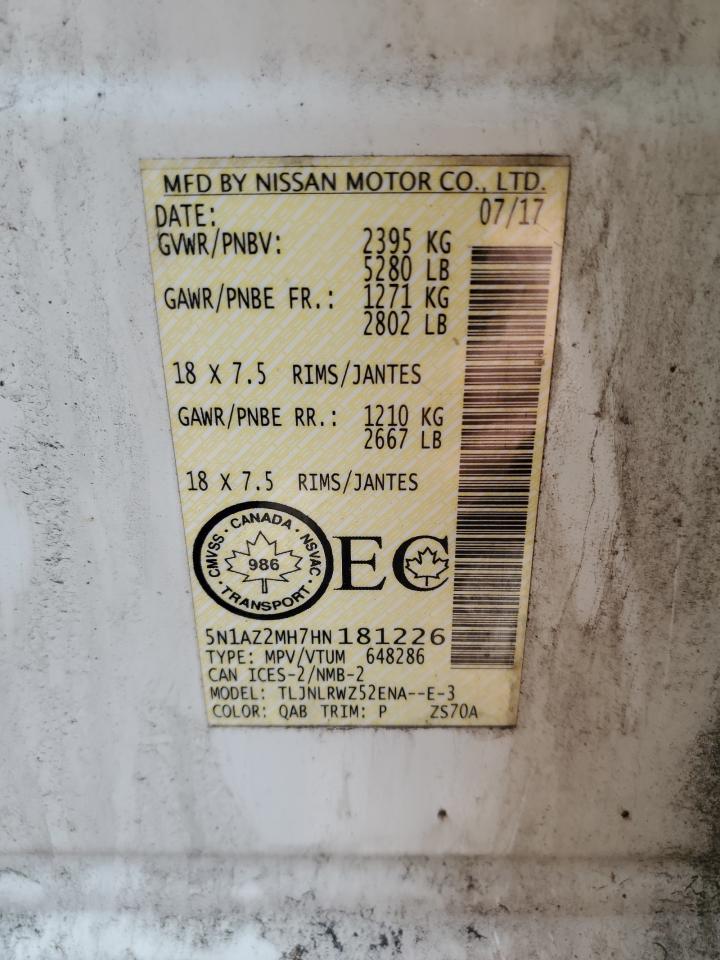 MFD BY NISSAN MOTOR CO., LTD.
DATE: 07/17
GVWR/PNBV: 2395 KG
5280 LB
GAWR/PNBE FR.: 1271 KG
2802 LB
18 X 7.5 RIMS/JANTES
GAWR/PNBE RR.: 1210 KG
2667 LB
18 X 7.5 RIMS/JANTES
CMVSS · CANADA · NSVAC · TRANSPORT ·
986
EC
5N1AZ2MH7HN181226
TYPE: MPV/VTUM 648286
CAN ICES-2/NMB-2
MODEL: TLJNLRWZ52ENA--E-3
COLOR: QAB TRIM: P ZS70A